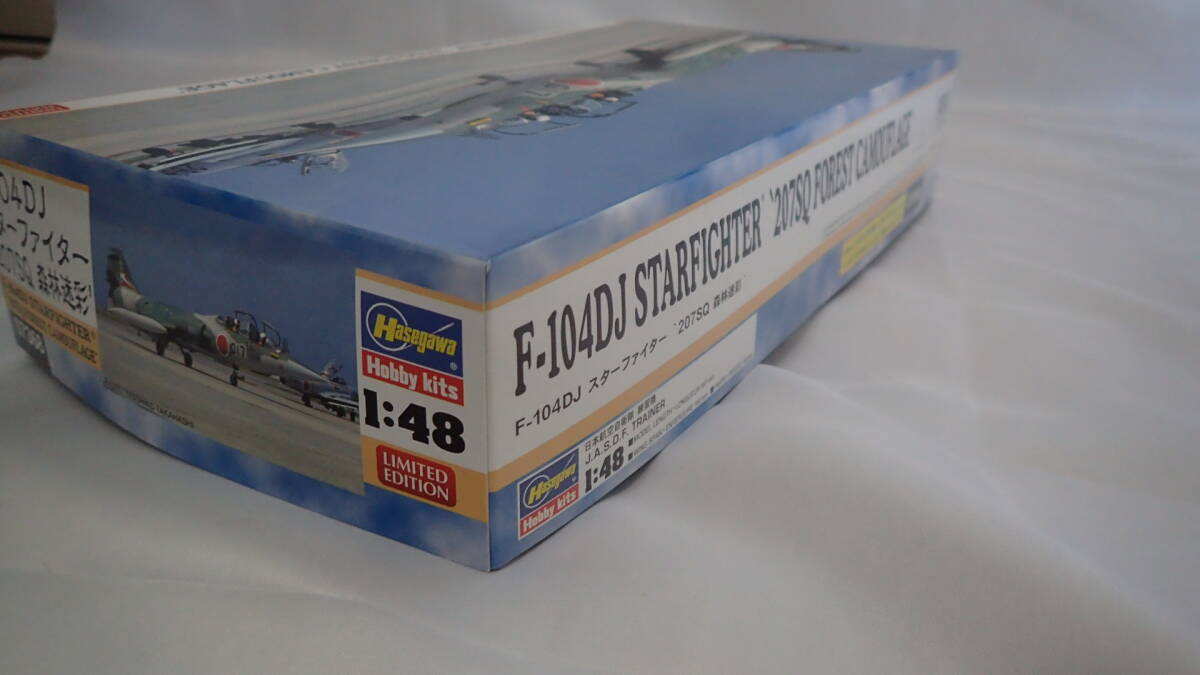 04DJ
ターファイター
207SQ 森林迷彩'
STARFIGHTER
CAMOUFLAGE'
Hasegawa
®
Hobby kits
1:48
LIMITED
EDITION
F-104DJ STARFIGHTER '207SQ FOREST CAMOUFLAGE'
F-104DJ スターファイター '207SQ 森林迷彩'
Hasegawa
Hobby kits
1:48
日本航空自衛隊 練習機
J.A.S.D.F. TRAINER